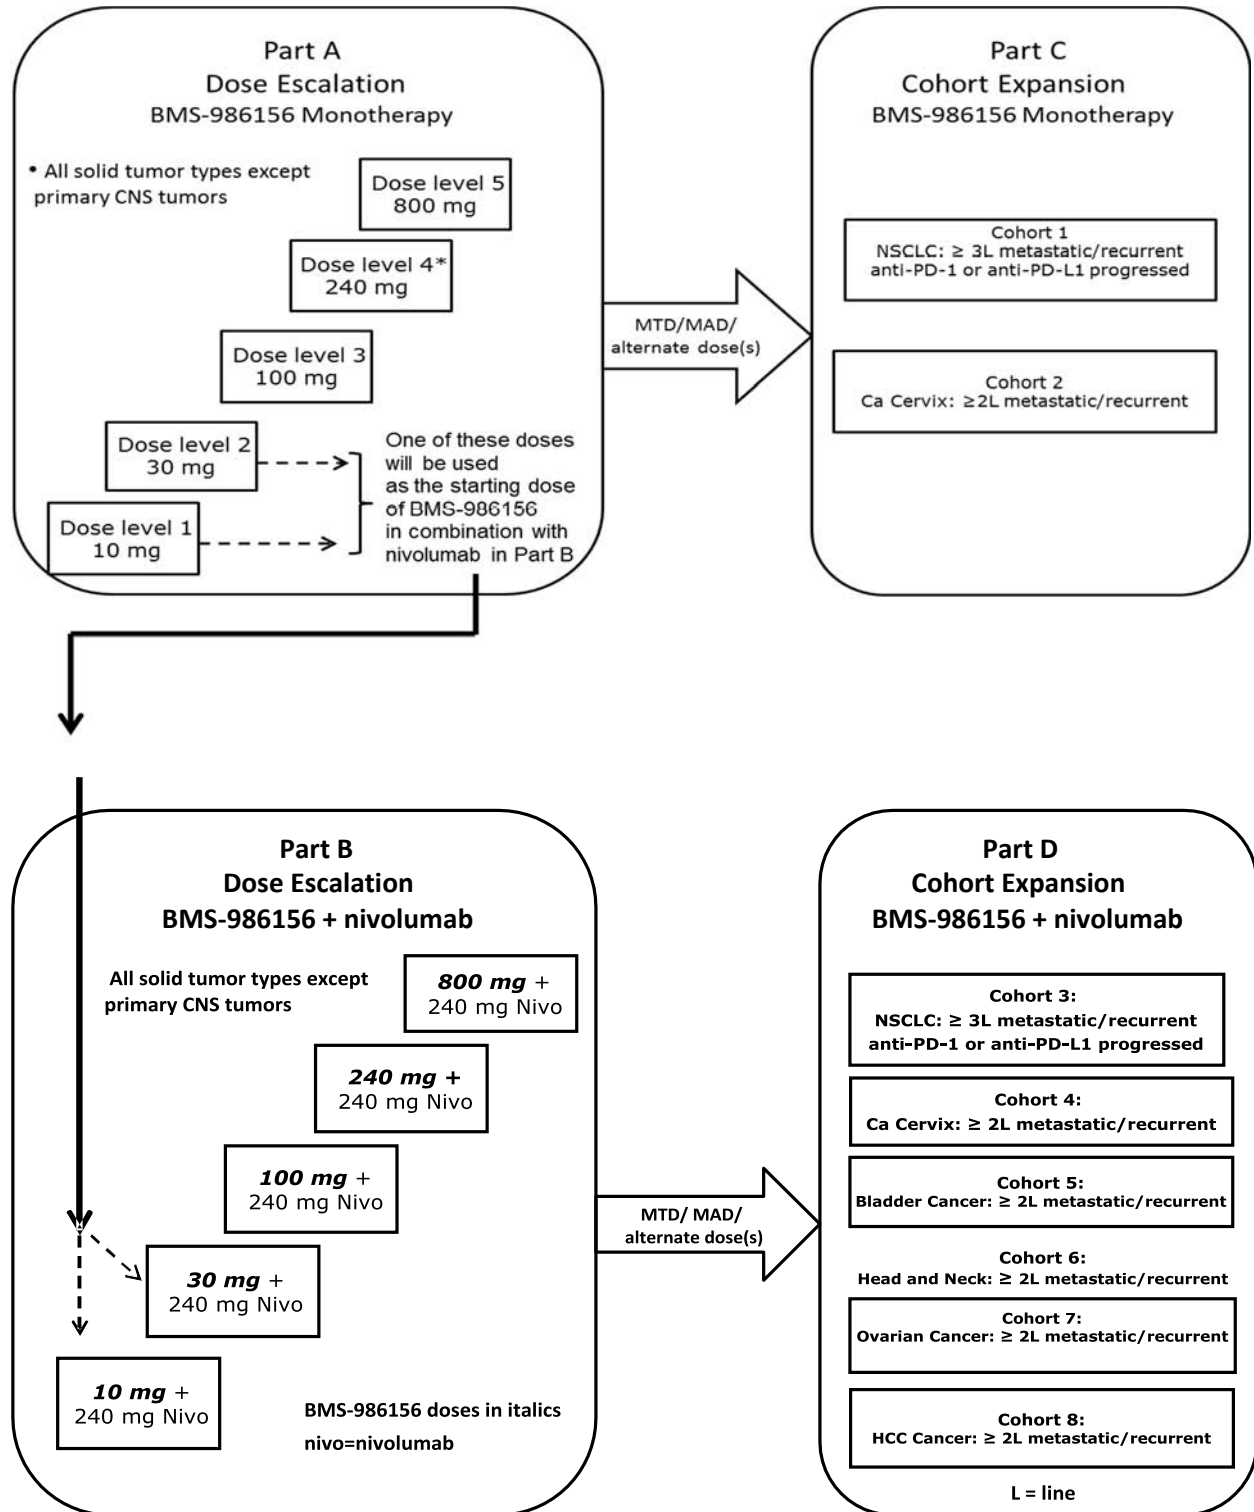 Part A
Dose Escalation
BMS-986156 Monotherapy
• All solid tumor types except
primary CNS tumors
Dose level 5
800 mg
Dose level 4*
240 mg
Dose level 3
100 mg
Dose level 2
30 mg
Dose level 1
10 mg
One of these doses
will be used
as the starting dose
of BMS-986156
in combination with
nivolumab in Part B
MTD/MAD/
alternate dose(s)
Part C
Cohort Expansion
BMS-986156 Monotherapy
Cohort 1
NSCLC: ≥ 3L metastatic/recurrent
anti-PD-1 or anti-PD-L1 progressed
Cohort 2
Ca Cervix: ≥2L metastatic/recurrent
Part B
Dose Escalation
BMS-986156 + nivolumab
All solid tumor types except
primary CNS tumors
800 mg +
240 mg Nivo
240 mg +
240 mg Nivo
100 mg +
240 mg Nivo
30 mg +
240 mg Nivo
10 mg +
240 mg Nivo
BMS-986156 doses in italics
nivo=nivolumab
MTD/ MAD/
alternate dose(s)
Part D
Cohort Expansion
BMS-986156 + nivolumab
Cohort 3:
NSCLC: ≥ 3L metastatic/recurrent
anti-PD-1 or anti-PD-L1 progressed
Cohort 4:
Ca Cervix: ≥ 2L metastatic/recurrent
Cohort 5:
Bladder Cancer: ≥ 2L metastatic/recurrent
Cohort 6:
Head and Neck: ≥ 2L metastatic/recurrent
Cohort 7:
Ovarian Cancer: ≥ 2L metastatic/recurrent
Cohort 8:
HCC Cancer: ≥ 2L metastatic/recurrent
L = line